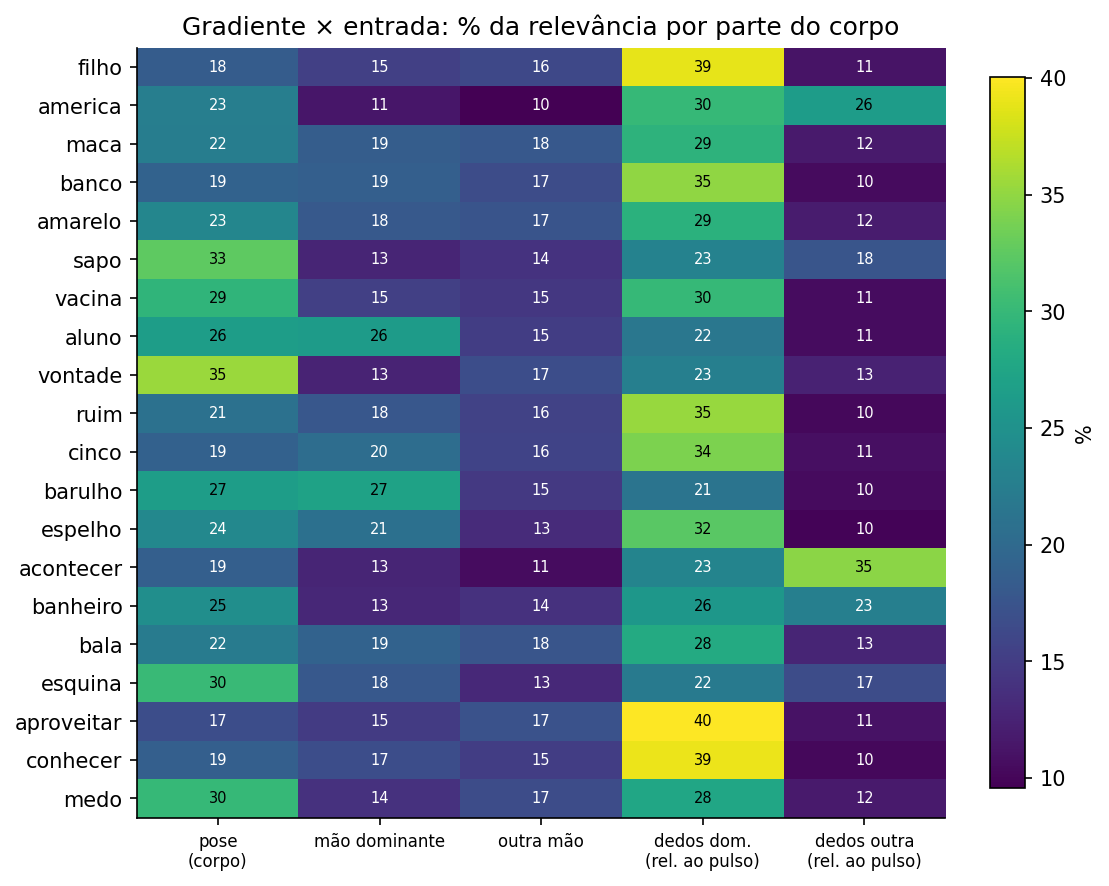 Gradiente × entrada: % da relevância por parte do corpo
filho 18 15 16 39 11
america 23 11 10 30 26
maca 22 19 18 29 12
banco 19 19 17 35 10
amarelo 23 18 17 29 12
sapo 33 13 14 23 18
vacina 29 15 15 30 11
aluno 26 26 15 22 11
vontade 35 13 17 23 13
ruim 21 18 16 35 10
cinco 19 20 16 34 11
barulho 27 27 15 21 10
espelho 24 21 13 32 10
acontecer 19 13 11 23 35
banheiro 25 13 14 26 23
bala 22 19 18 28 13
esquina 30 18 13 22 17
aproveitar 17 15 17 40 11
conhecer 19 17 15 39 10
medo 30 14 17 28 12
pose mão dominante outra mão dedos dom. dedos outra
(corpo) (rel. ao pulso) (rel. ao pulso)
40
35
30
25
20
15
10
%